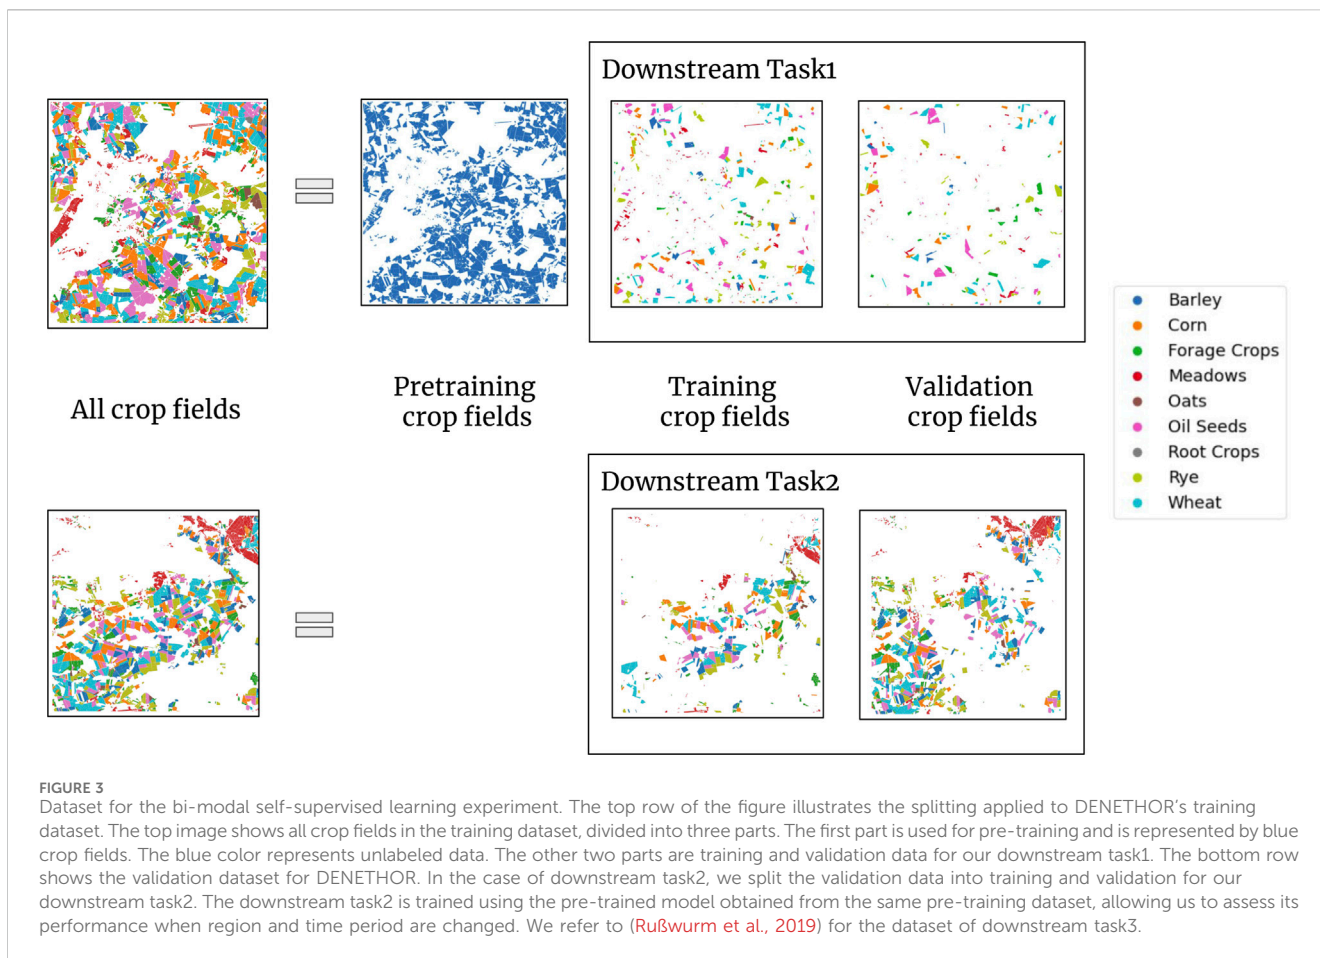 Downstream Task1
All crop fields
Pretraining
crop fields
Training
crop fields
Validation
crop fields
Barley
Corn
Forage Crops
Meadows
Oats
Oil Seeds
Root Crops
Rye
Wheat
Downstream Task2
FIGURE 3
Dataset for the bi-modal self-supervised learning experiment. The top row of the figure illustrates the splitting applied to DENETHOR's training
dataset. The top image shows all crop fields in the training dataset, divided into three parts. The first part is used for pre-training and is represented by blue
crop fields. The blue color represents unlabeled data. The other two parts are training and validation data for our downstream task1. The bottom row
shows the validation dataset for DENETHOR. In the case of downstream task2, we split the validation data into training and validation for our
downstream task2. The downstream task2 is trained using the pre-trained model obtained from the same pre-training dataset, allowing us to assess its
performance when region and time period are changed. We refer to (Rußwurm et al., 2019) for the dataset of downstream task3.